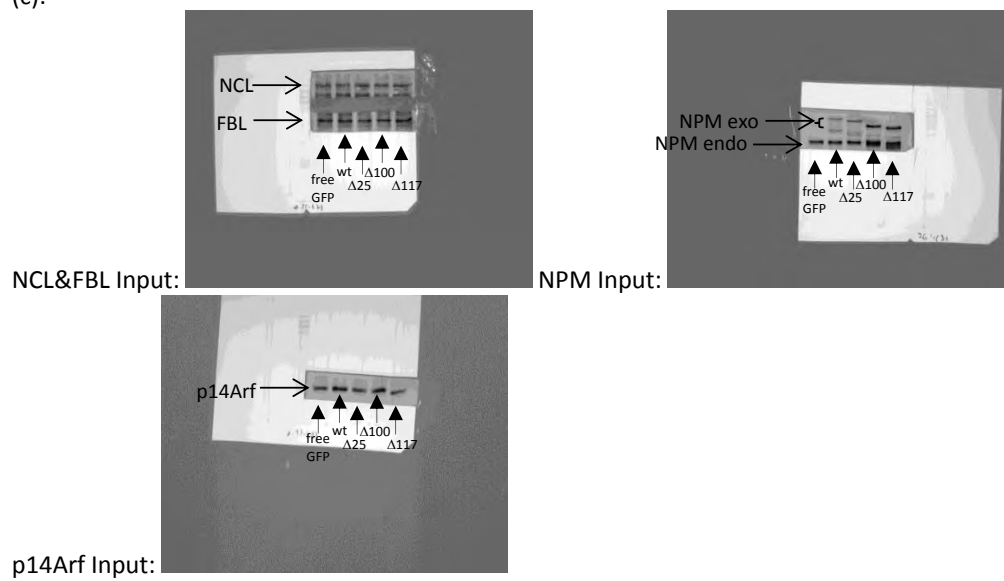 (e).
NCL
FBL
free GFP
wt
Δ25
Δ100
Δ117
NCL&FBL Input:
NPM exo
NPM endo
free GFP
wt
Δ25
Δ100
Δ117
NPM Input:
p14Arf
free GFP
wt
Δ25
Δ100
Δ117
p14Arf Input: